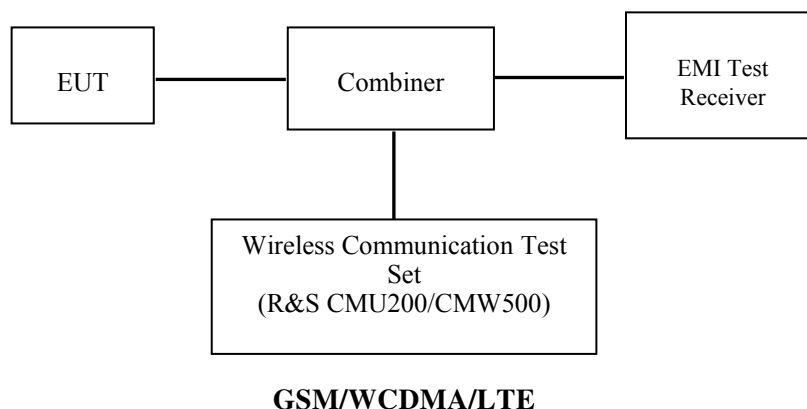 EUT
Combiner
EMI Test
Receiver
Wireless Communication Test
Set
(R&S CMU200/CMW500)
GSM/WCDMA/LTE